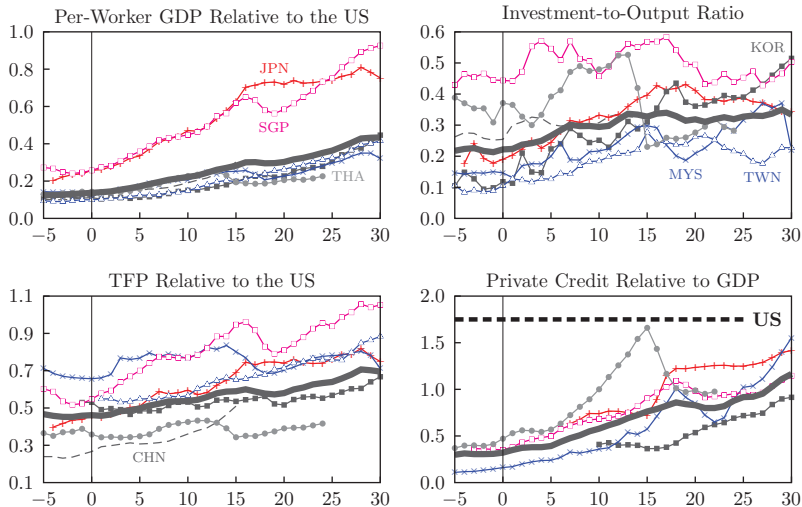 Per-Worker GDP Relative to the US
1.0
0.8
0.6
0.4
0.2
0.0
JPN
SGP
THA
−5 0 5 10 15 20 25 30
Investment-to-Output Ratio
0.6
0.5
0.4
0.3
0.2
0.1
0.0
KOR
MYS
TWN
−5 0 5 10 15 20 25 30
TFP Relative to the US
1.1
0.9
0.7
0.5
0.3
0.1
CHN
−5 0 5 10 15 20 25 30
Private Credit Relative to GDP
2.0
1.5
1.0
0.5
0.0
US
−5 0 5 10 15 20 25 30